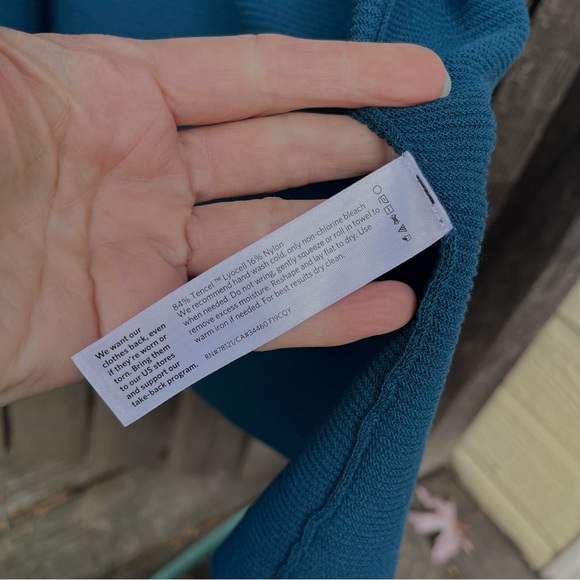 84% Tencel™ Lyocell 16% Nylon
We recommend hand wash cold, only non-chlorine bleach
when needed. Do not wring, gently squeeze or roll in towel to
remove excess moisture. Reshape and lay flat to dry. Use
warm iron if needed. For best results dry clean.
RN#78121/CA#34460 F19CQY
We want our
clothes back, even
if they're worn or
torn. Bring them
to our US stores
and support our
take-back program.